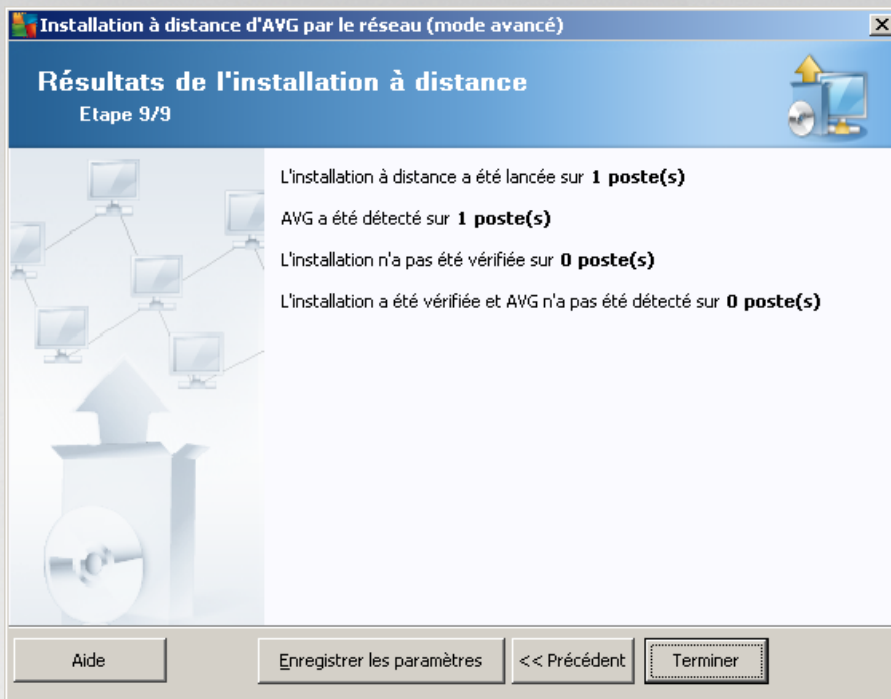 Installation à distance d'AVG par le réseau (mode avancé)
Résultats de l'installation à distance
Etape 9/9
L'installation à distance a été lancée sur 1 poste(s)
AVG a été détecté sur 1 poste(s)
L'installation n'a pas été vérifiée sur 0 poste(s)
L'installation a été vérifiée et AVG n'a pas été détecté sur 0 poste(s)
Aide
Enregistrer les paramètres
<< Précédent
Terminer